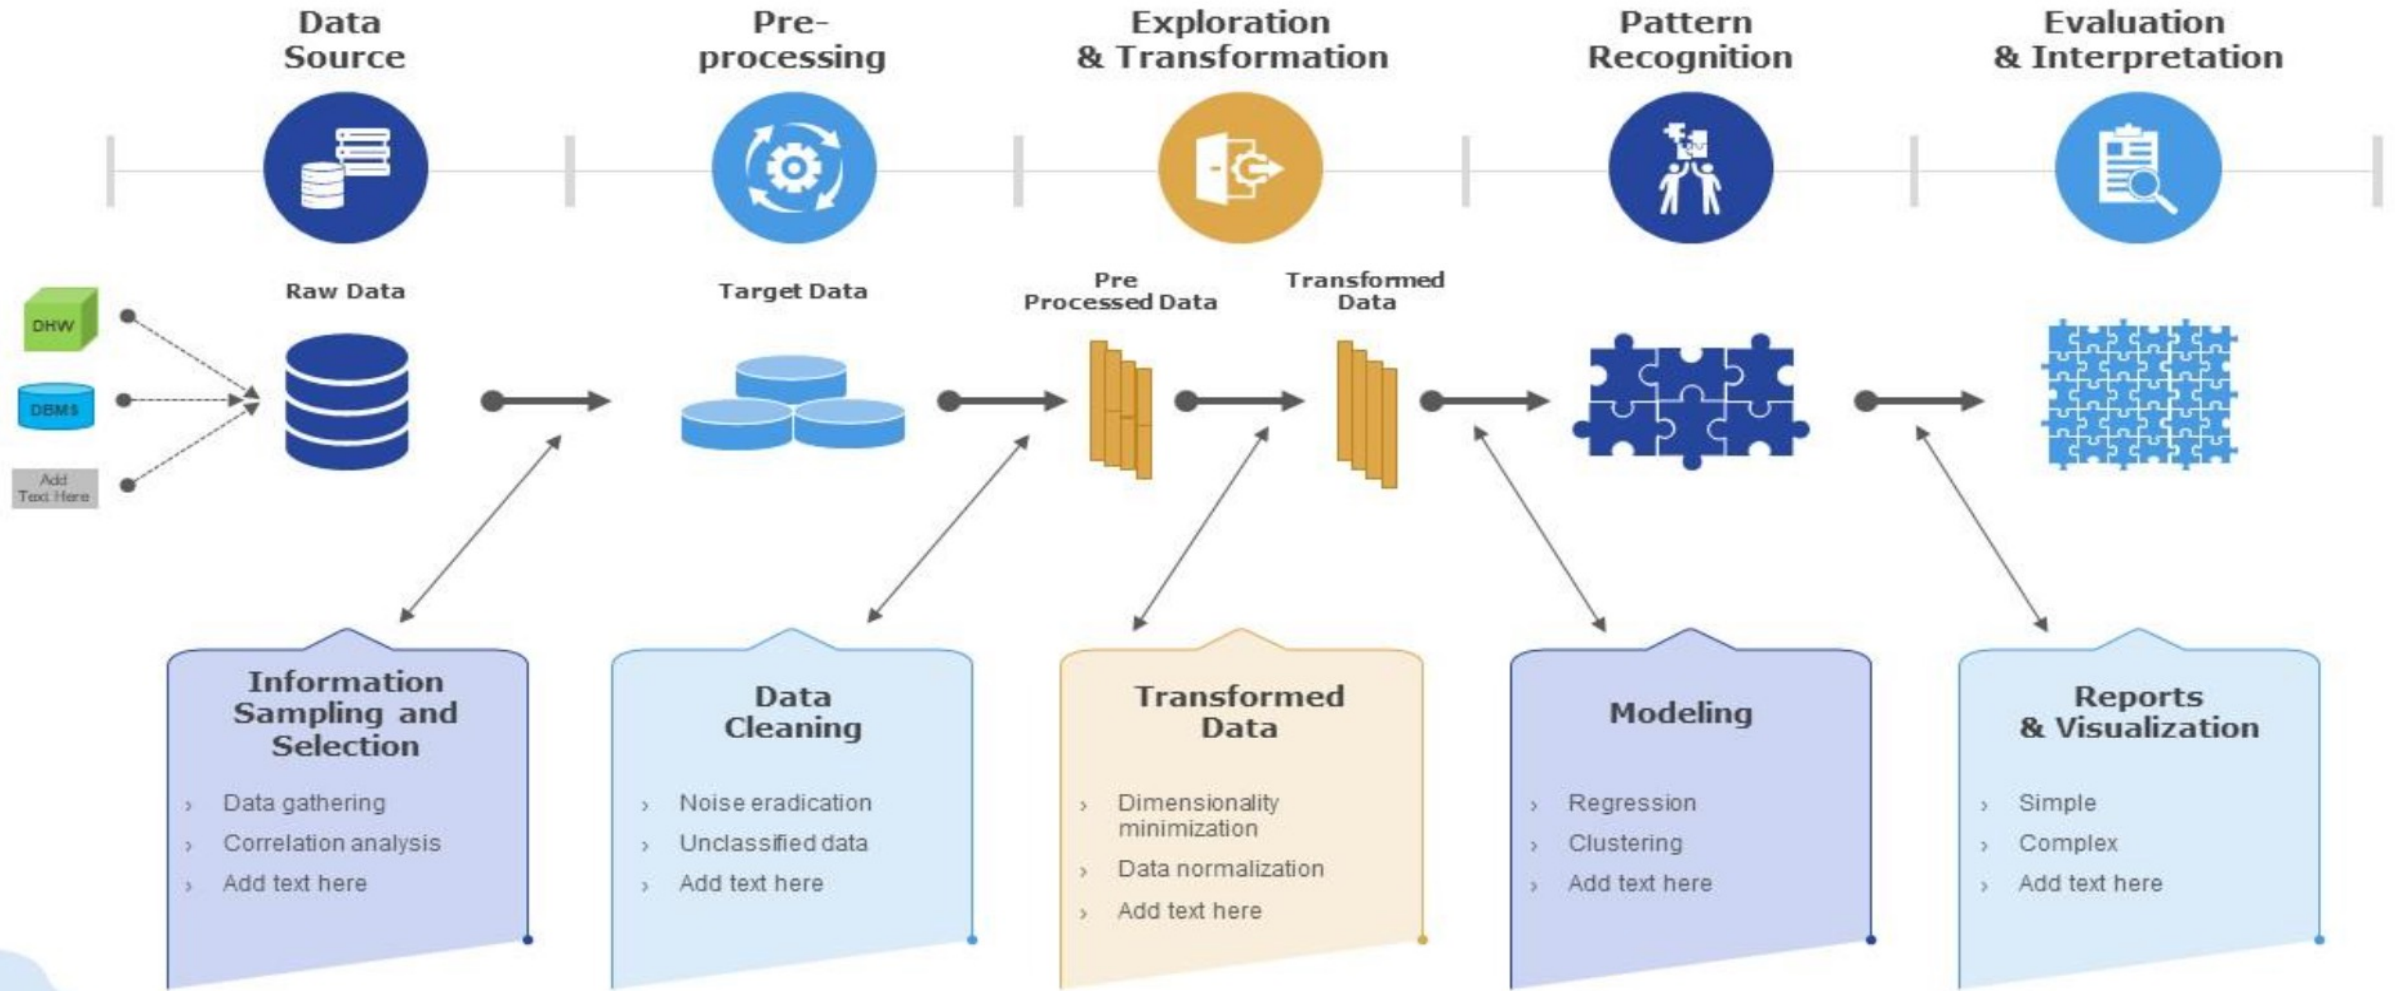 Data
Source
Pre-
processing
Exploration
& Transformation
Pattern
Recognition
Evaluation
& Interpretation
DHW
DBMS
Add
Text Here
Raw Data
Target Data
Pre
Processed Data
Transformed
Data
Information
Sampling and
Selection
› Data gathering
› Correlation analysis
› Add text here
Data
Cleaning
› Noise eradication
› Unclassified data
› Add text here
Transformed
Data
› Dimensionality
minimization
› Data normalization
› Add text here
Modeling
› Regression
› Clustering
› Add text here
Reports
& Visualization
› Simple
› Complex
› Add text here